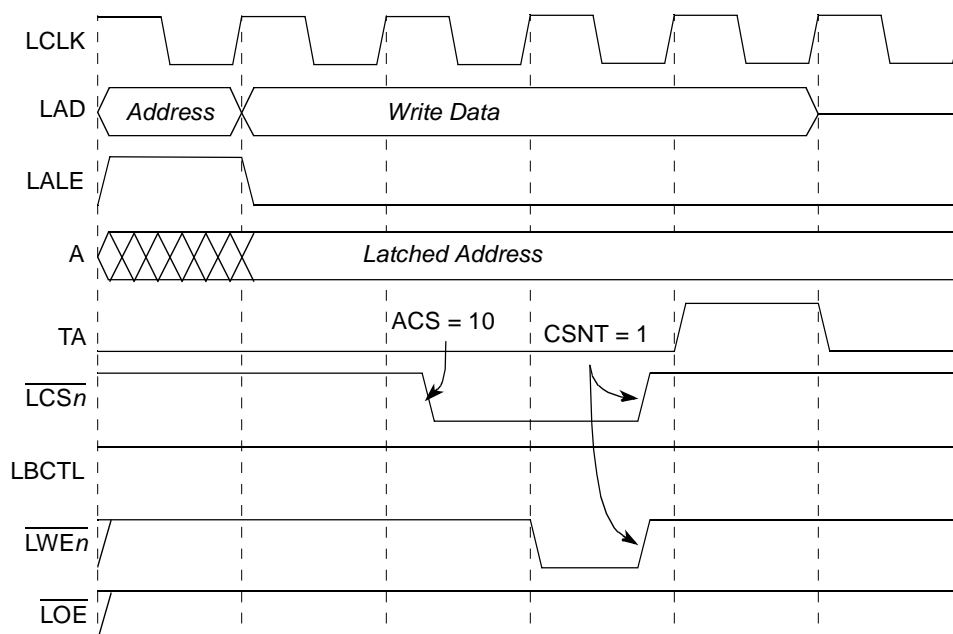 LCLK
LAD Address Write Data
LALE
A Latched Address
ACS = 10 CSNT = 1
TA
LCSn
LBCTL
LWEn
LOE